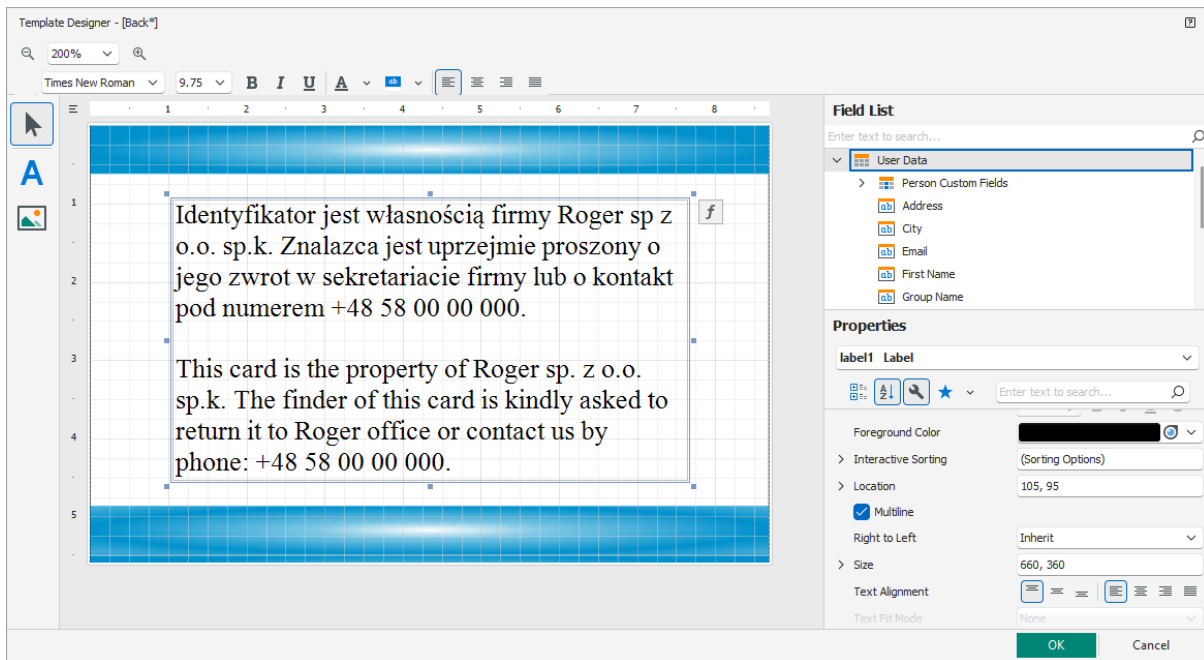 Template Designer - [Back*]
200%
Times New Roman 9.75 B I U A ab
1 2 3 4 5 6 7 8
A
1
2
3
4
5
Identyfikator jest własnością firmy Roger sp z
o.o. sp.k. Znalazca jest uprzejmie proszony o
jego zwrot w sekretariacie firmy lub o kontakt
pod numerem +48 58 00 00 000.
This card is the property of Roger sp. z o.o.
sp.k. The finder of this card is kindly asked to
return it to Roger office or contact us by
phone: +48 58 00 00 000.
f
Field List
Enter text to search...
User Data
Person Custom Fields
ab Address
ab City
ab Email
ab First Name
ab Group Name
Properties
label1 Label
Enter text to search...
Foreground Color
Interactive Sorting (Sorting Options)
Location 105, 95
Multiline
Right to Left Inherit
Size 660, 360
Text Alignment
Text Fit Mode None
OK Cancel